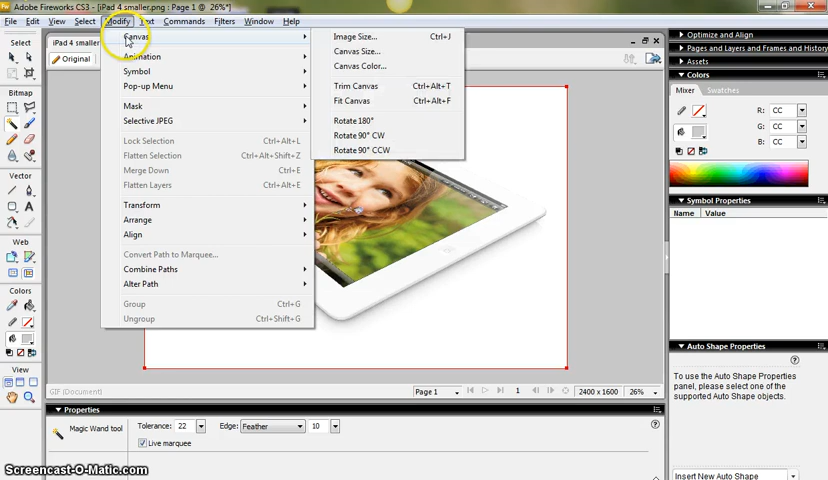 Adobe Fireworks CS3 - [iPad 4 smaller.png : Page 1 @ 26%*]
File Edit View Select Modify Text Commands Filters Window Help
Select
Bitmap
Vector
Web
Colors
View
iPad 4 smaller
Original
Canvas
Animation
Symbol
Pop-up Menu
Mask
Selective JPEG
Lock Selection Ctrl+Alt+L
Flatten Selection Ctrl+Alt+Shift+Z
Merge Down Ctrl+E
Flatten Layers Ctrl+Alt+E
Transform
Arrange
Align
Convert Path to Marquee...
Combine Paths
Alter Path
Group Ctrl+G
Ungroup Ctrl+Shift+G
Image Size... Ctrl+J
Canvas Size...
Canvas Color...
Trim Canvas Ctrl+Alt+T
Fit Canvas Ctrl+Alt+F
Rotate 180°
Rotate 90° CW
Rotate 90° CCW
GIF (Document)
Page 1 1 2400 x 1600 26%
Properties
Magic Wand tool
Tolerance: 22 Edge: Feather 10
Live marquee
Optimize and Align
Pages and Layers and Frames and History
Assets
Colors
Mixer Swatches
R: CC
G: CC
B: CC
Symbol Properties
Name Value
Auto Shape Properties
To use the Auto Shape Properties
panel, please select one of the
supported Auto Shape objects.
Insert New Auto Shape
Screencast-O-Matic.com